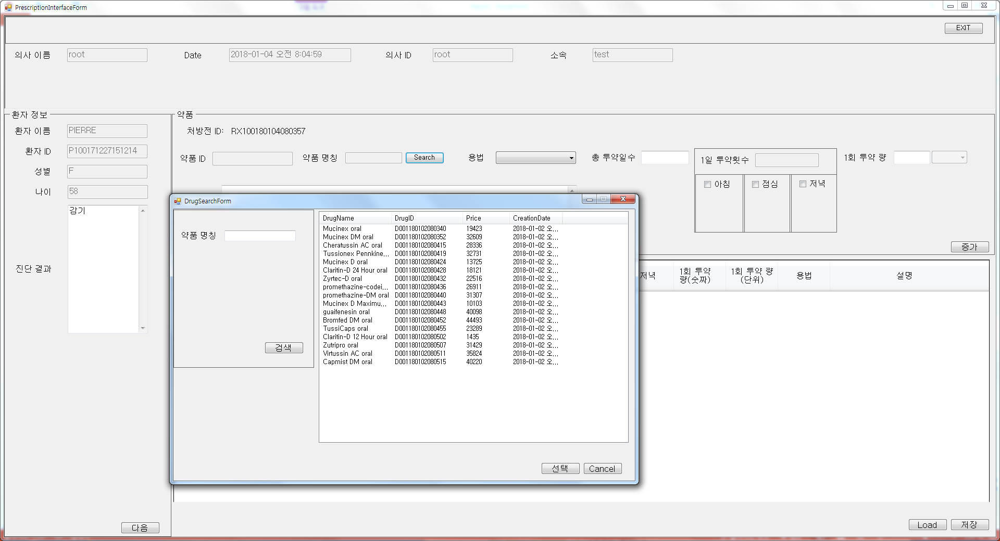 PrescriptionInterfaceForm
EXIT
의사 이름 root Date 2018-01-04 오전 8:04:59 의사 ID root 소속 test
환자 정보
환자 이름 PIERRE
환자 ID P100171227151214
성별 F
나이 58
감기
진단 결과
다음
약품
처방전 ID: RX100180104080357
약품 ID 약품 명칭 Search 용법 총 투약일수 1일 투약횟수 1회 투약 량
아침 점심 저녁
증가
저녁 1회 투약 량(숫짜) 1회 투약 량 (단위) 용법 설명
DrugSearchForm
약품 명칭
검색
DrugName DrugID Price CreationDate
Mucinex oral D001180102080340 19423 2018-01-02 오...
Mucinex DM oral D001180102080352 32609 2018-01-02 오...
Cheratussin AC oral D001180102080415 28336 2018-01-02 오...
Tussionex Pennkine... D001180102080419 32731 2018-01-02 오...
Mucinex D oral D001180102080424 13725 2018-01-02 오...
Claritin-D 24 Hour oral D001180102080428 18121 2018-01-02 오...
Zyrtec-D oral D001180102080432 22516 2018-01-02 오...
promethazine-codei... D001180102080436 26911 2018-01-02 오...
promethazine-DM oral D001180102080440 31307 2018-01-02 오...
Mucinex D Maximu... D001180102080443 10103 2018-01-02 오...
guaifenesin oral D001180102080448 40098 2018-01-02 오...
Bromfed DM oral D001180102080452 44493 2018-01-02 오...
TussiCaps oral D001180102080455 23289 2018-01-02 오...
Claritin-D 12 Hour oral D001180102080502 1435 2018-01-02 오...
Zutripro oral D001180102080507 31429 2018-01-02 오...
Virtussin AC oral D001180102080511 35824 2018-01-02 오...
Capmist DM oral D001180102080515 40220 2018-01-02 오...
선택 Cancel
Load 저장